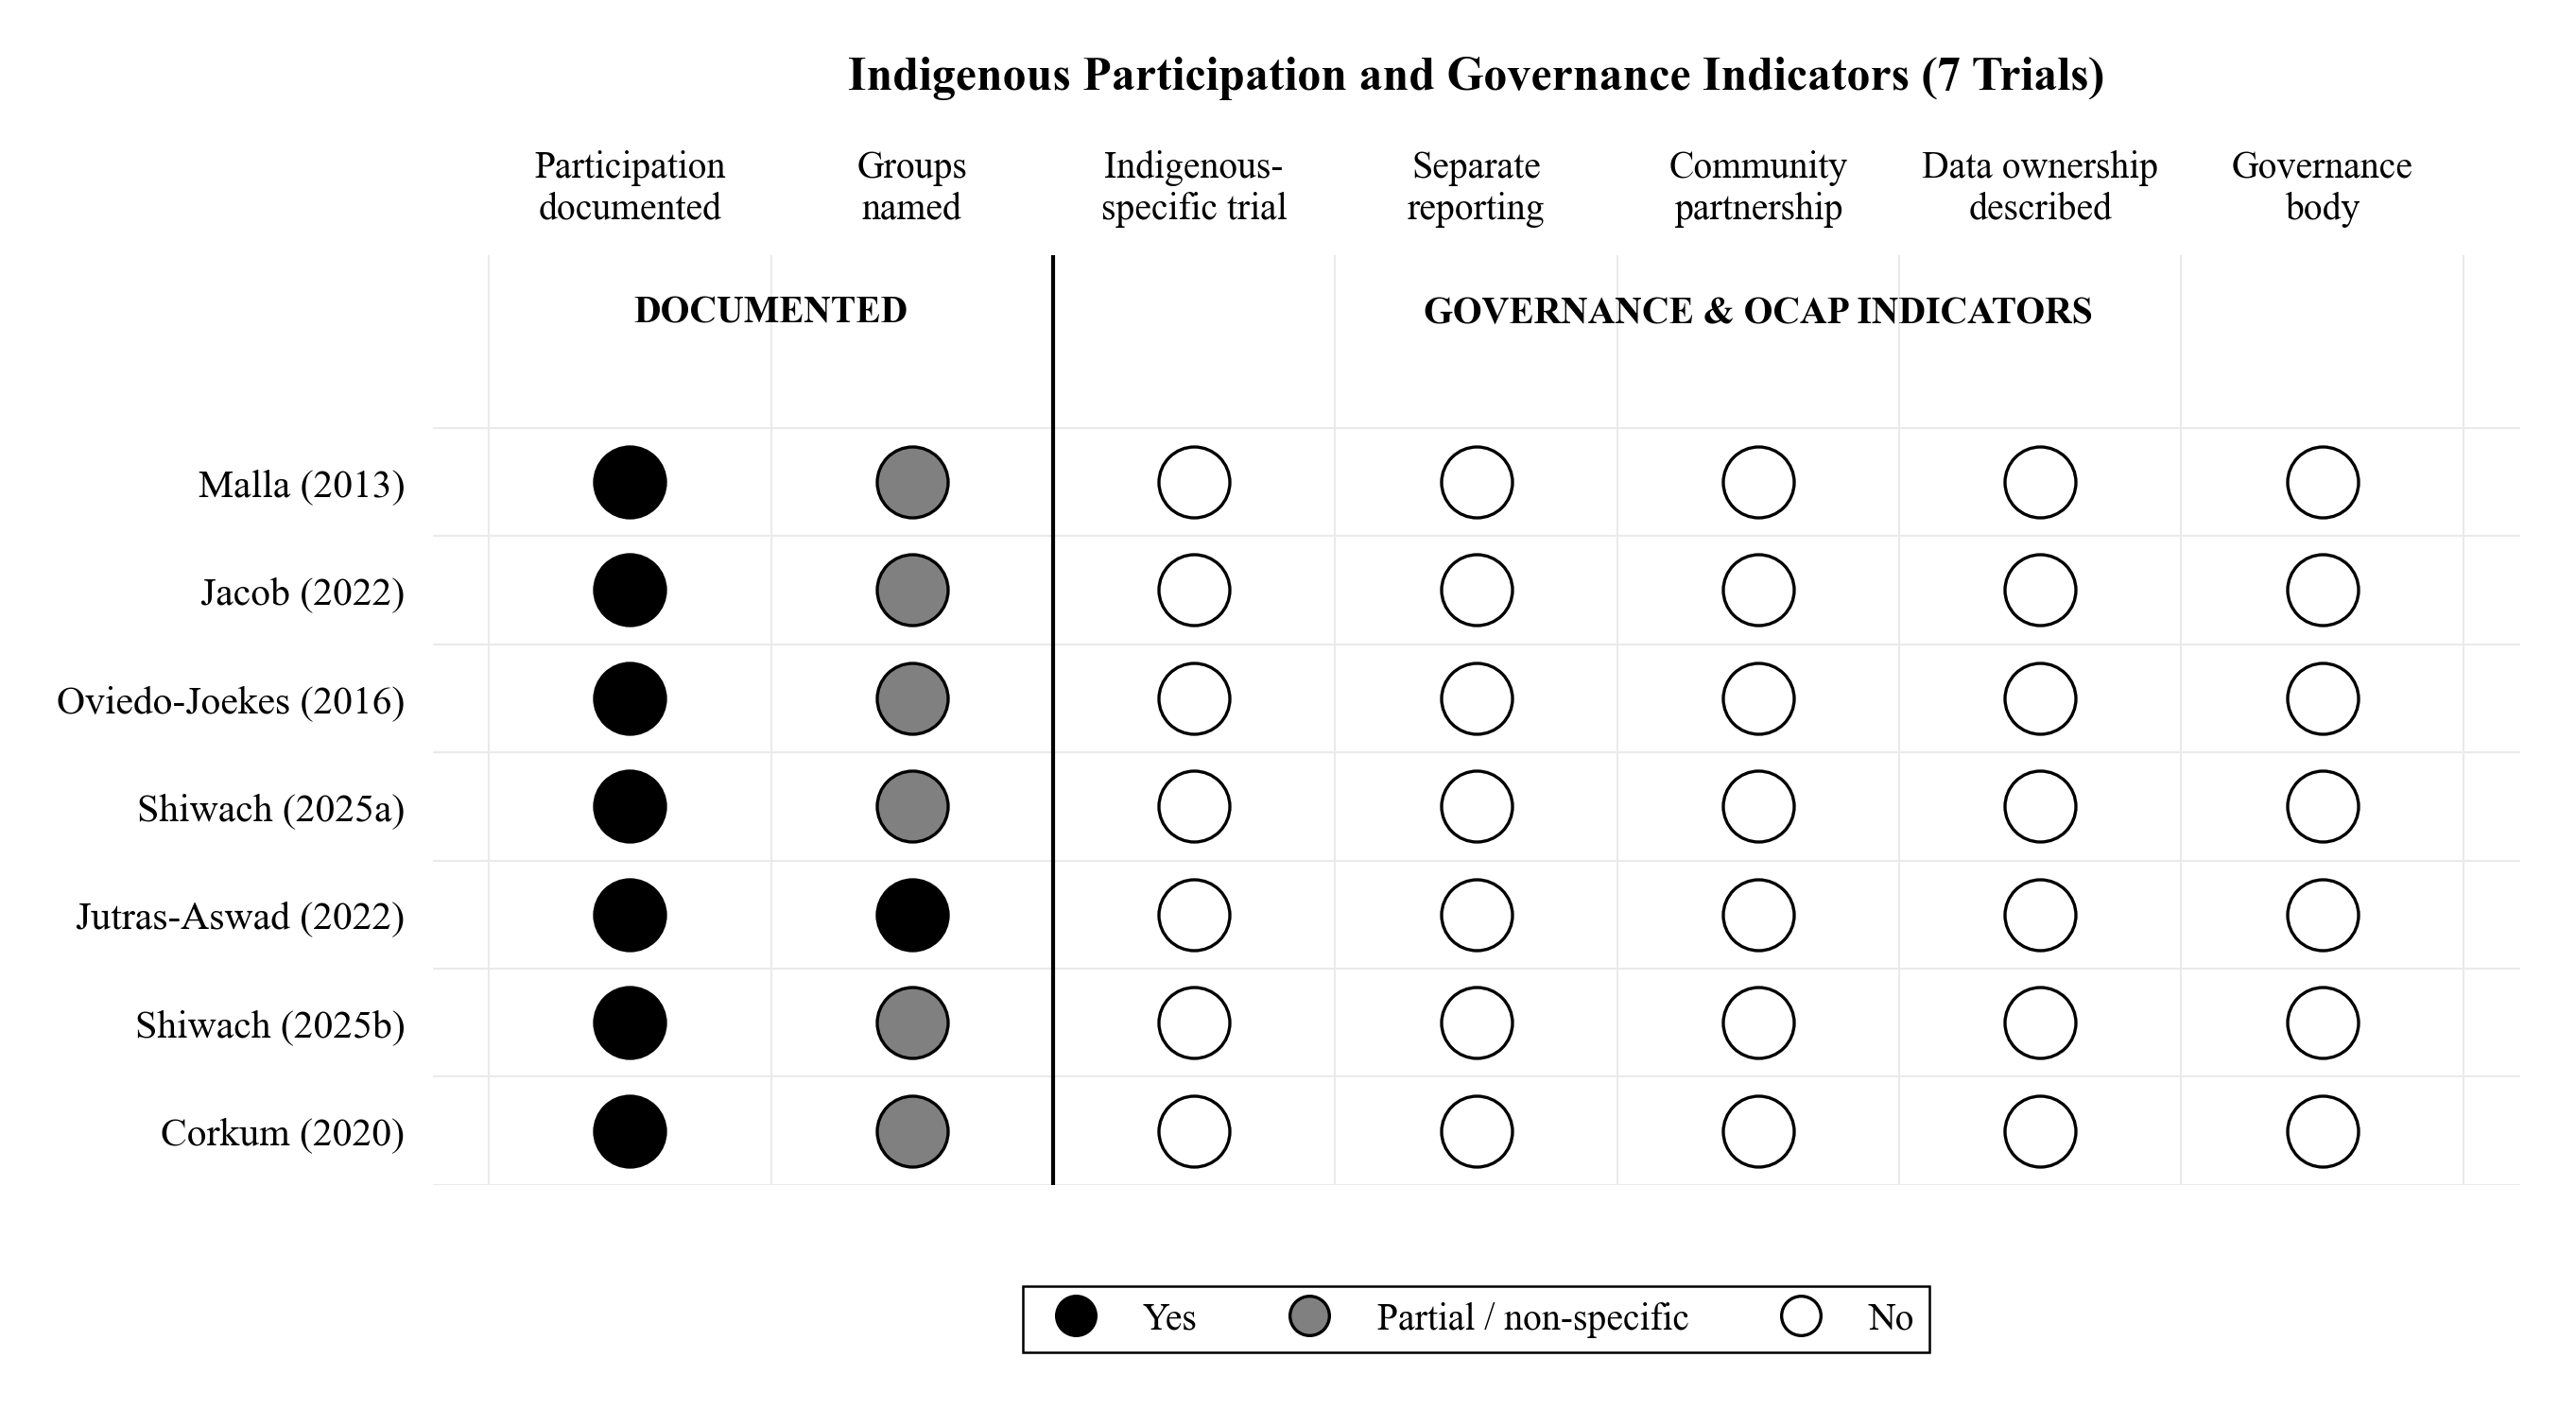 Indigenous Participation and Governance Indicators (7 Trials)
Participation
documented
Groups
named
Indigenous-
specific trial
Separate
reporting
Community
partnership
Data ownership
described
Governance
body
DOCUMENTED
GOVERNANCE & OCAP INDICATORS
Malla (2013)
Jacob (2022)
Oviedo-Joekes (2016)
Shiwach (2025a)
Jutras-Aswad (2022)
Shiwach (2025b)
Corkum (2020)
Yes
Partial / non-specific
No